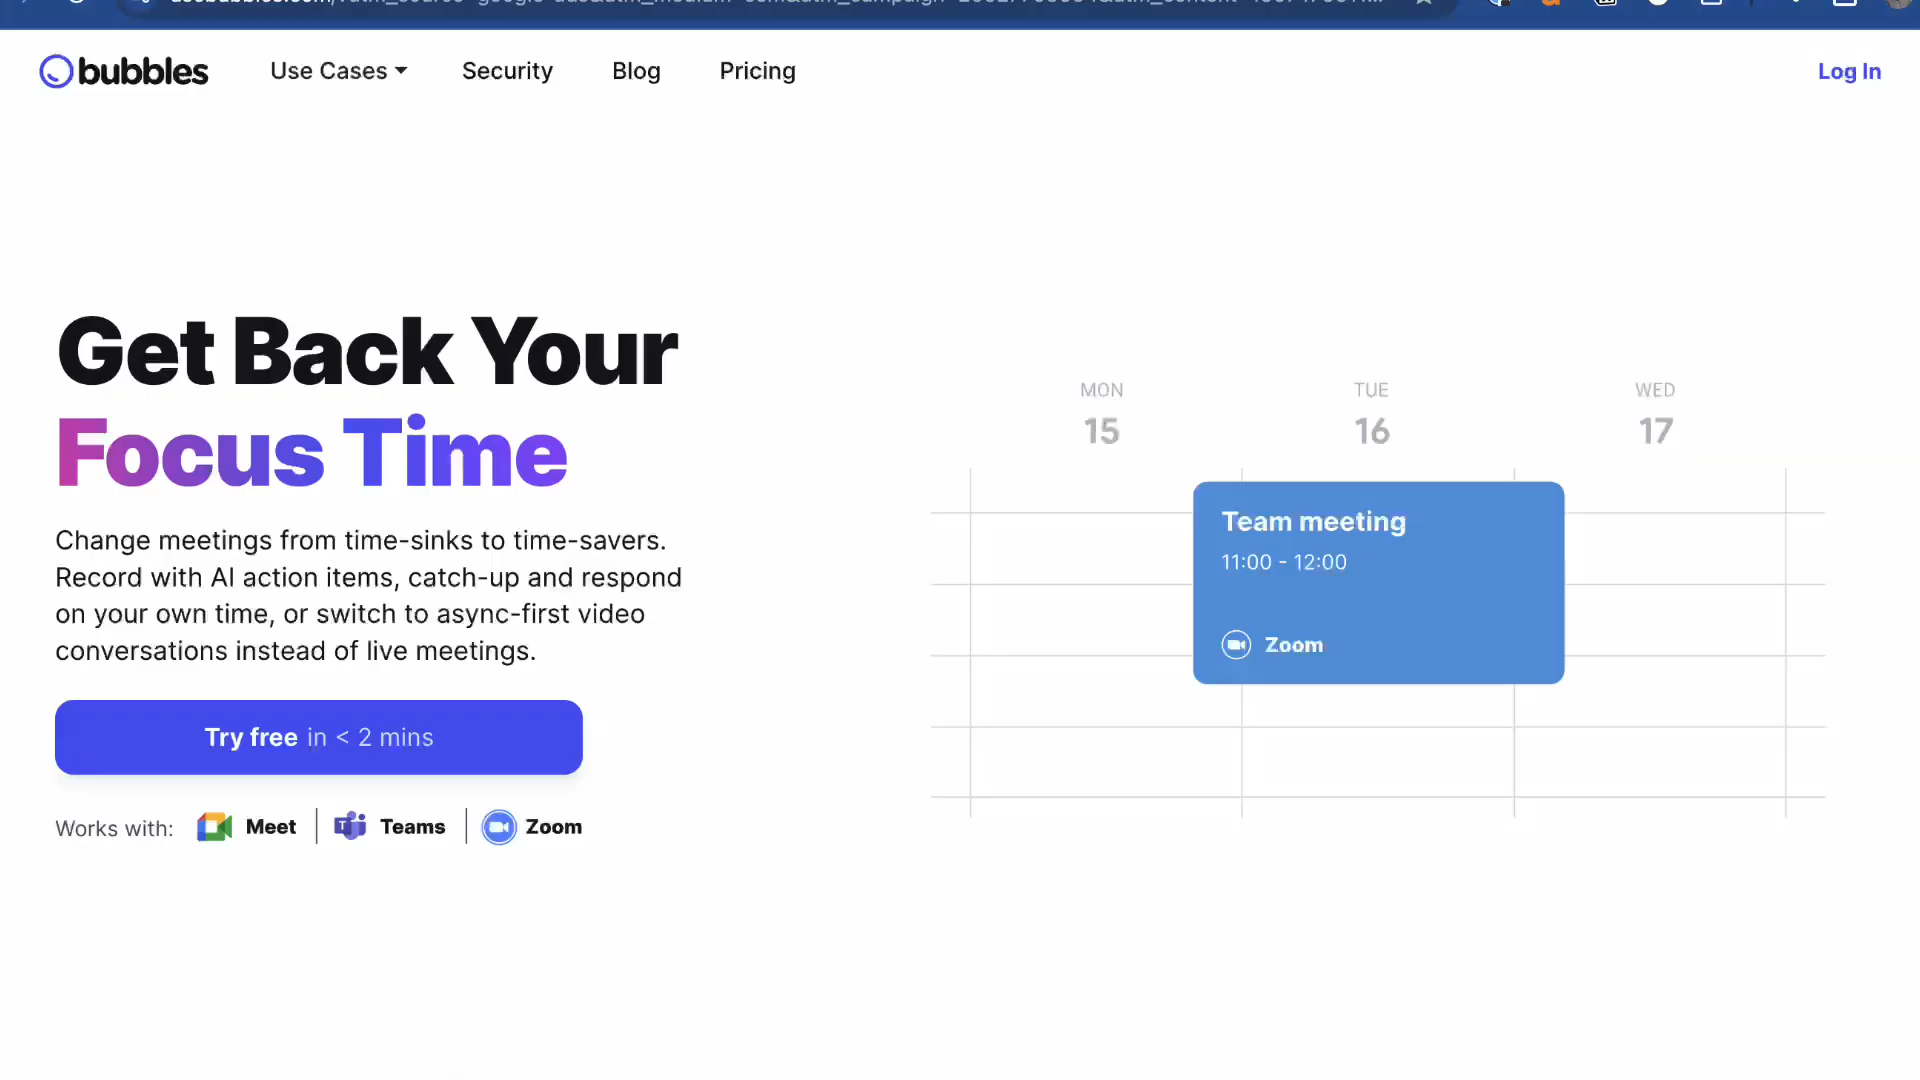 bubbles
Use Cases
Security
Blog
Pricing
Log In
Get Back Your
Focus Time
Change meetings from time-sinks to time-savers.
Record with AI action items, catch-up and respond
on your own time, or switch to async-first video
conversations instead of live meetings.
Try free in < 2 mins
Works with:
Meet
Teams
Zoom
MON
15
TUE
16
WED
17
Team meeting
11:00 - 12:00
Zoom